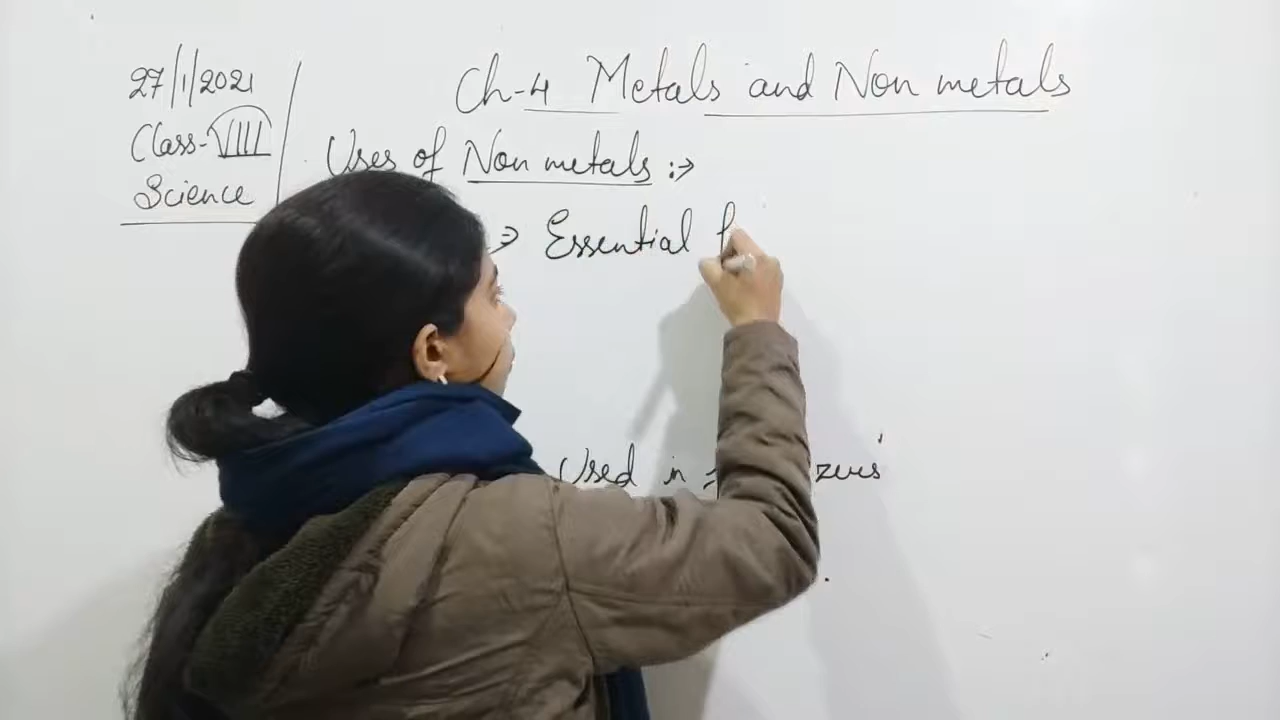 27/1/2021
Class-VIII
Science
Ch-4 Metals and Non metals
Uses of Non metals :→
→ Essential f
Used in